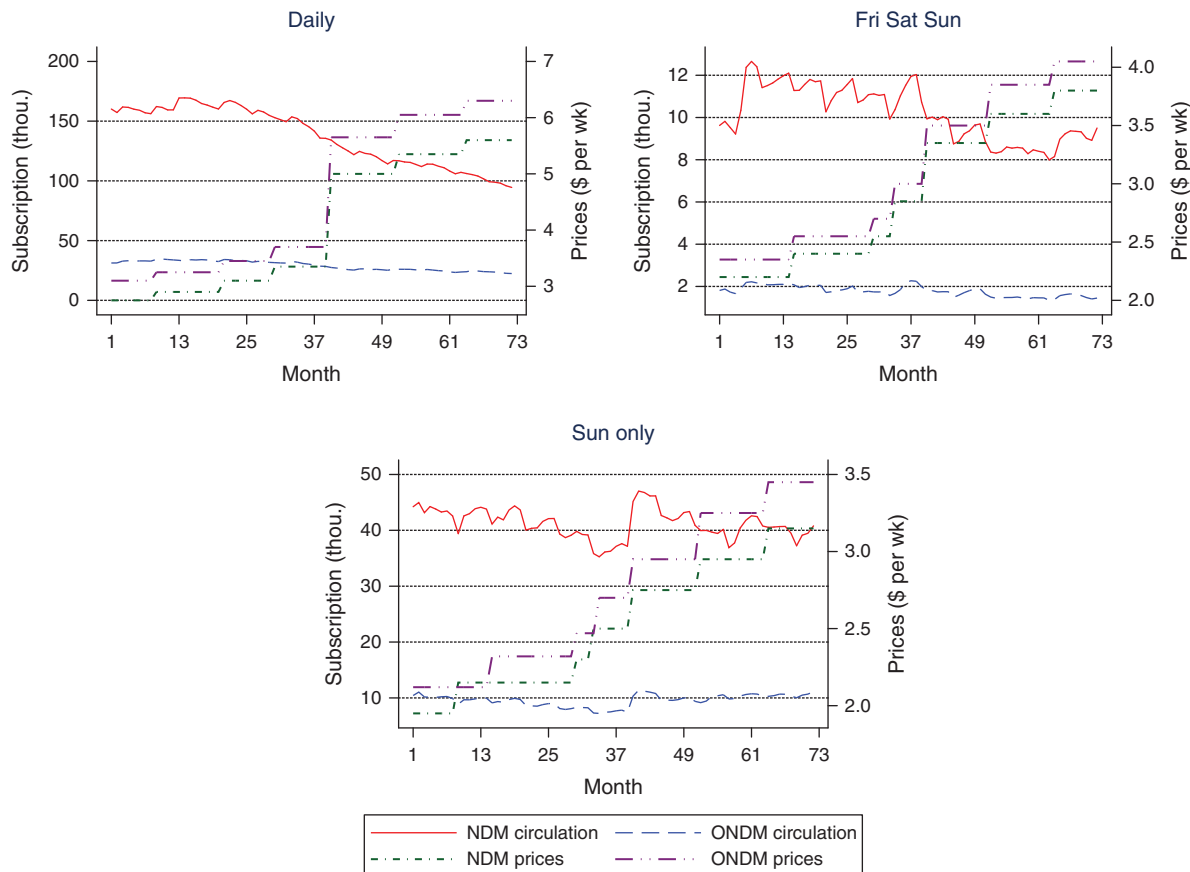 Daily
Subscription (thou.)
200
150
100
50
0
7
6
5
4
3
Prices ($ per wk)
1 13 25 37 49 61 73
Month
Fri Sat Sun
Subscription (thou.)
12
10
8
6
4
2
4.0
3.5
3.0
2.5
2.0
Prices ($ per wk)
1 13 25 37 49 61 73
Month
Sun only
Subscription (thou.)
50
40
30
20
10
3.5
3.0
2.5
2.0
Prices ($ per wk)
1 13 25 37 49 61 73
Month
NDM circulation ONDM circulation
NDM prices ONDM prices